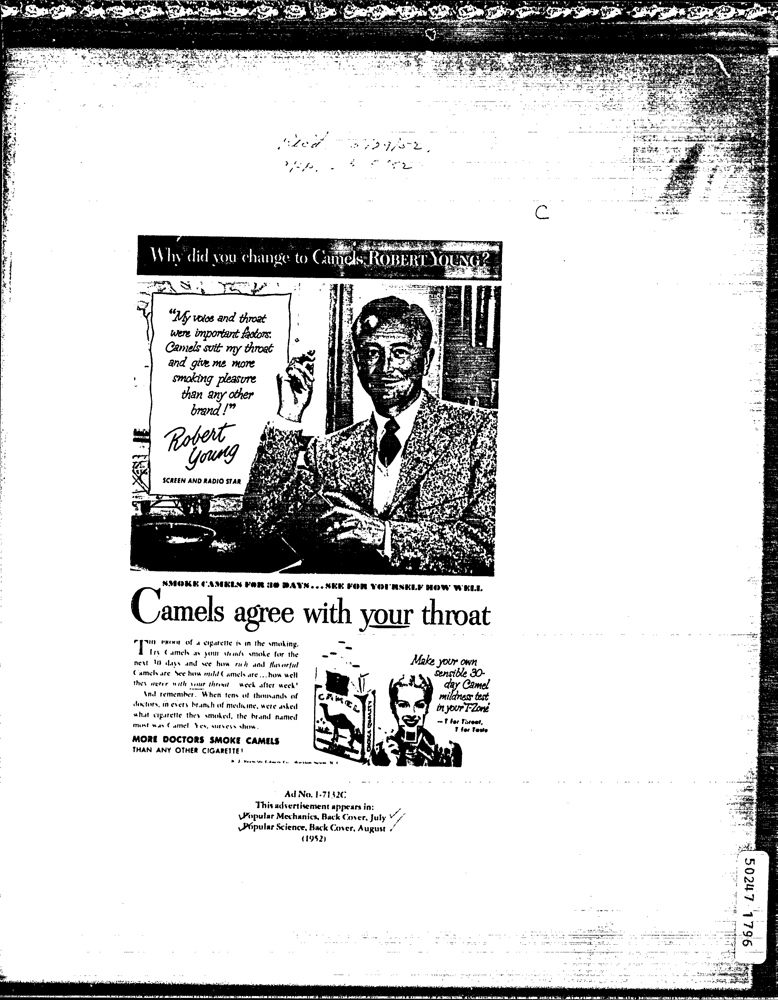 C
Why did you change to Camels, ROBERT YOUNG?
"My voice and throat
were important factors.
Camels suit my throat
and give me more
smoking pleasure
than any other
brand!"
Robert
Young
SCREEN AND RADIO STAR
SMOKE CAMELS FOR 30 DAYS...SEE FOR YOURSELF HOW WELL
Camels agree with your throat
THE PROOF of a cigarette is in the smoking.
Try Camels as your steady smoke for the
next 30 days and see how rich and flavorful
Camels are. See how mild Camels are...how well
they agree with your throat week after week!
And remember: When tens of thousands of
doctors, in every branch of medicine, were asked
what cigarette they smoked, the brand named
most was Camel. Yes, surveys show.
MORE DOCTORS SMOKE CAMELS
THAN ANY OTHER CIGARETTE!
CAMEL
Make your own
sensible 30-
day Camel
mildness test
in your T-Zone
— T for Throat,
T for Taste
Ad No. 1-7132C
This advertisement appears in:
Popular Mechanics, Back Cover, July
Popular Science, Back Cover, August
(1952)
50247 1796